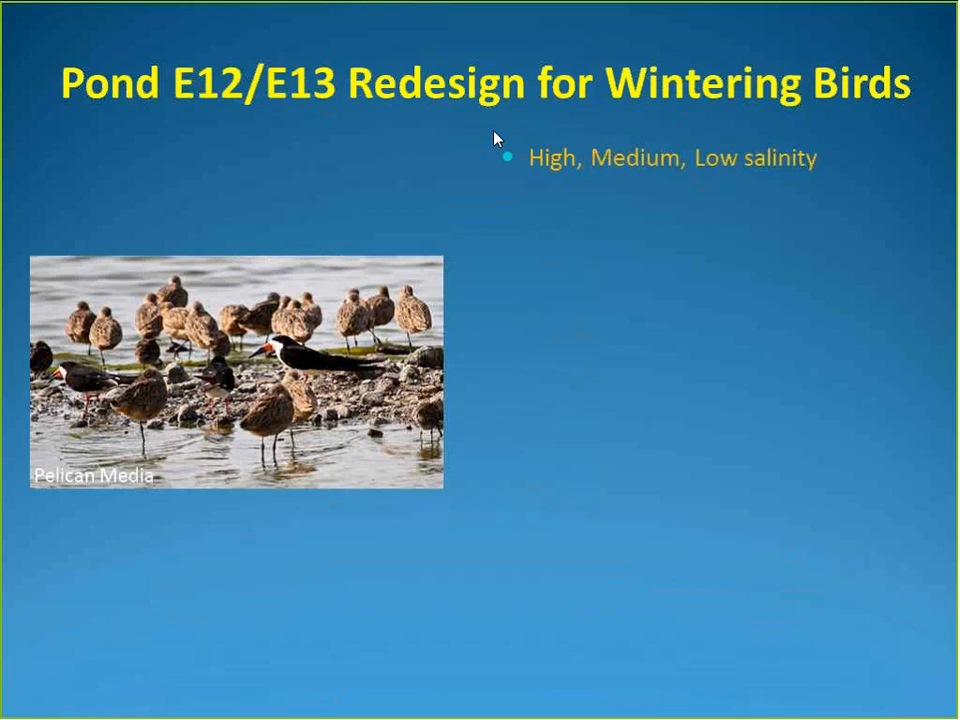 Pond E12/E13 Redesign for Wintering Birds
High, Medium, Low salinity
Pelican Media